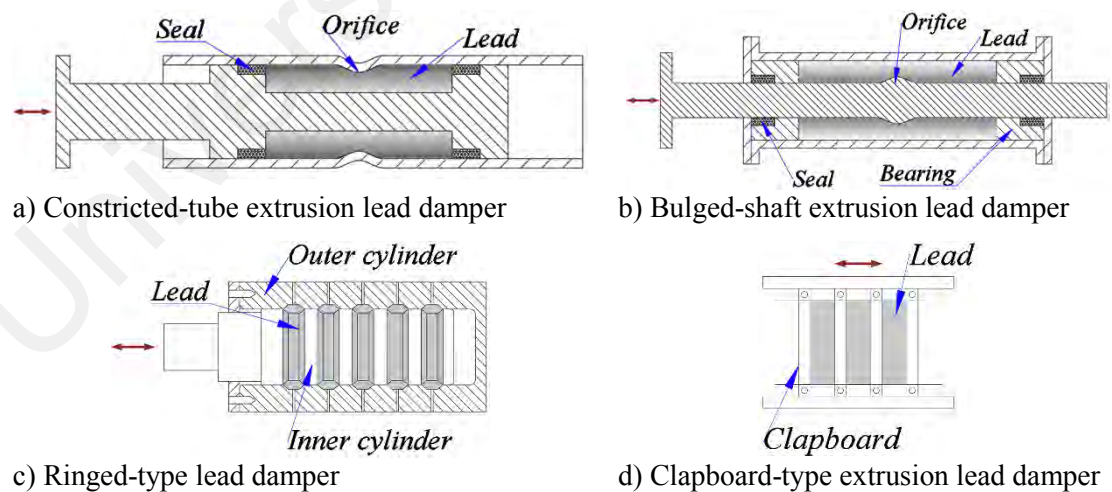 Seal
Orifice
Lead
a) Constricted-tube extrusion lead damper
Orifice
Lead
Seal
Bearing
b) Bulged-shaft extrusion lead damper
Outer cylinder
Lead
Inner cylinder
c) Ringed-type lead damper
Lead
Clapboard
d) Clapboard-type extrusion lead damper